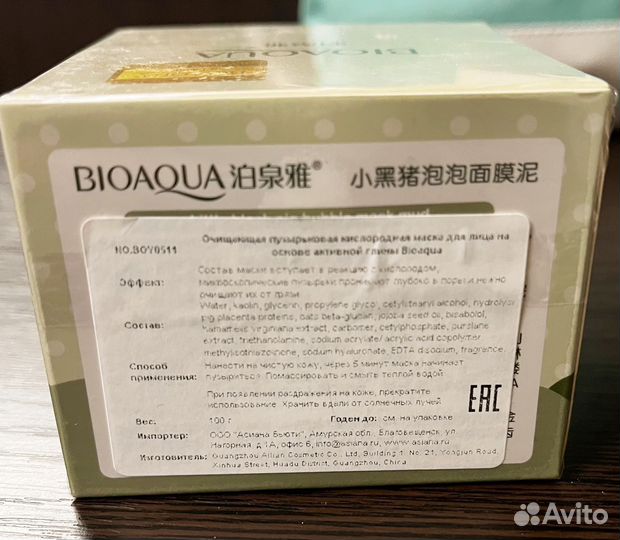 BIOAQUA
BIOAQUA 泊泉雅® 小黑猪泡泡面膜泥
NO.BOY0511
Очищающая пузырьковая кислородная маска для лица на
основе активной глины Bioaqua
Эффект:
Состав маски вступает в реакцию с кислородом,
микроскопические пузырьки проникают глубоко в поры и нежно
очищают их от грязи
Состав:
Water, kaolin, glycerin, propylene glycol, cetylstearyl alcohol, hydrolysi
pig placenta proteins, oats beta-glucan, jojoba seed oil, bisabolol,
hamamelis virginiana extract, carbomer, cetylphosphate, purslane
extract, triethanolamine, sodium acrylate/ acrylic acid copolymer
methylisothiazolinone, sodium hyaluronate, EDTA disodium, fragrance,
Способ
применения:
Нанести на чистую кожу, через 5 минут маска начинает
пузыриться. Помассировать и смыть теплой водой.
При появлении раздражения на коже, прекратите
использование. Хранить вдали от солнечных лучей
EAC
Вес: 100 г Годен до: см. на упаковке
Импортер: ООО "Асиана Бьюти", Амурская обл., Благовещенск, ул.
Нагорная, д.1А, офис 6, info@asiana.ru, www.asiana.ru
Изготовитель: Guangzhou Ailian Cosmetic Co., Ltd, Building 1 No. 21, Yongjun Road,
Xinhua Street, Huadu District, Guangzhou, China
Avito